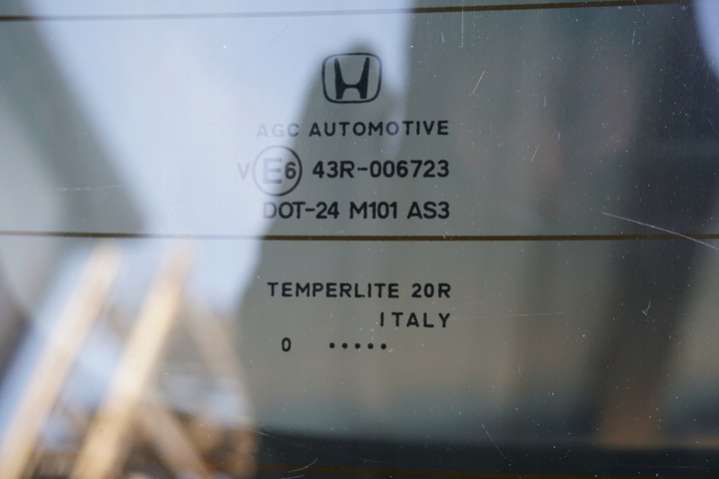 AGC AUTOMOTIVE
V E6 43R-006723
DOT-24 M101 AS3
TEMPERLITE 20R
ITALY
0 •••••